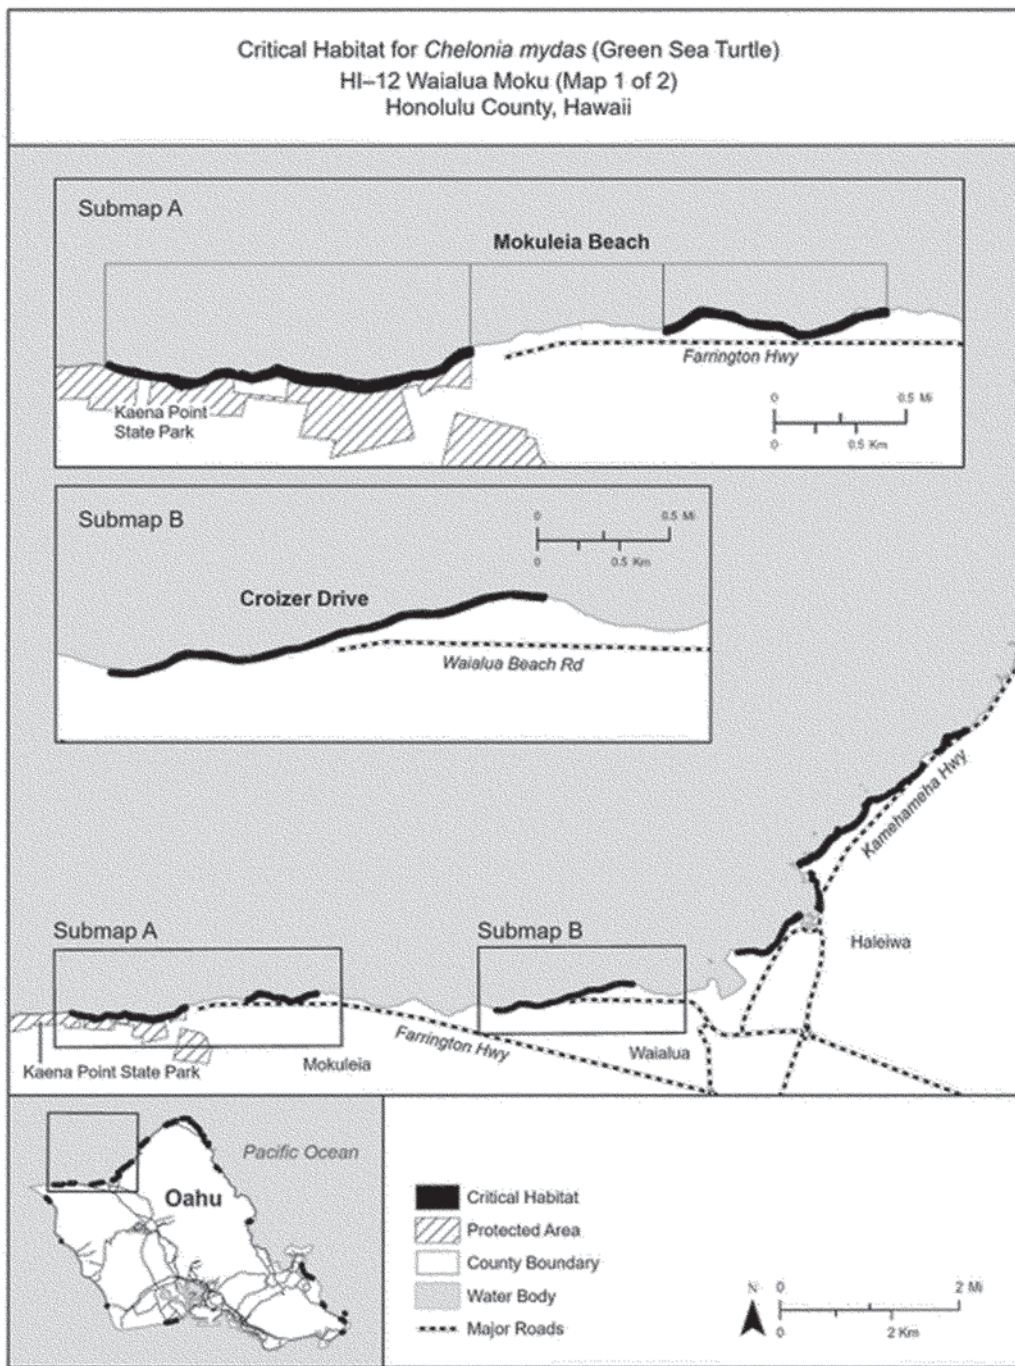 Critical Habitat for Chelonia mydas (Green Sea Turtle)
HI–12 Waialua Moku (Map 1 of 2)
Honolulu County, Hawaii
Submap A
Mokuleia Beach
Farrington Hwy
Kaena Point
State Park
0 0.5 Mi
0 0.5 Km
Submap B
0 0.5 Mi
0 0.5 Km
Croizer Drive
Waialua Beach Rd
Kamehameha Hwy
Submap A
Submap B
Haleiwa
Farrington Hwy
Waialua
Mokuleia
Kaena Point State Park
Pacific Ocean
Oahu
Critical Habitat
Protected Area
County Boundary
Water Body
Major Roads
N
0 2 Mi
0 2 Km